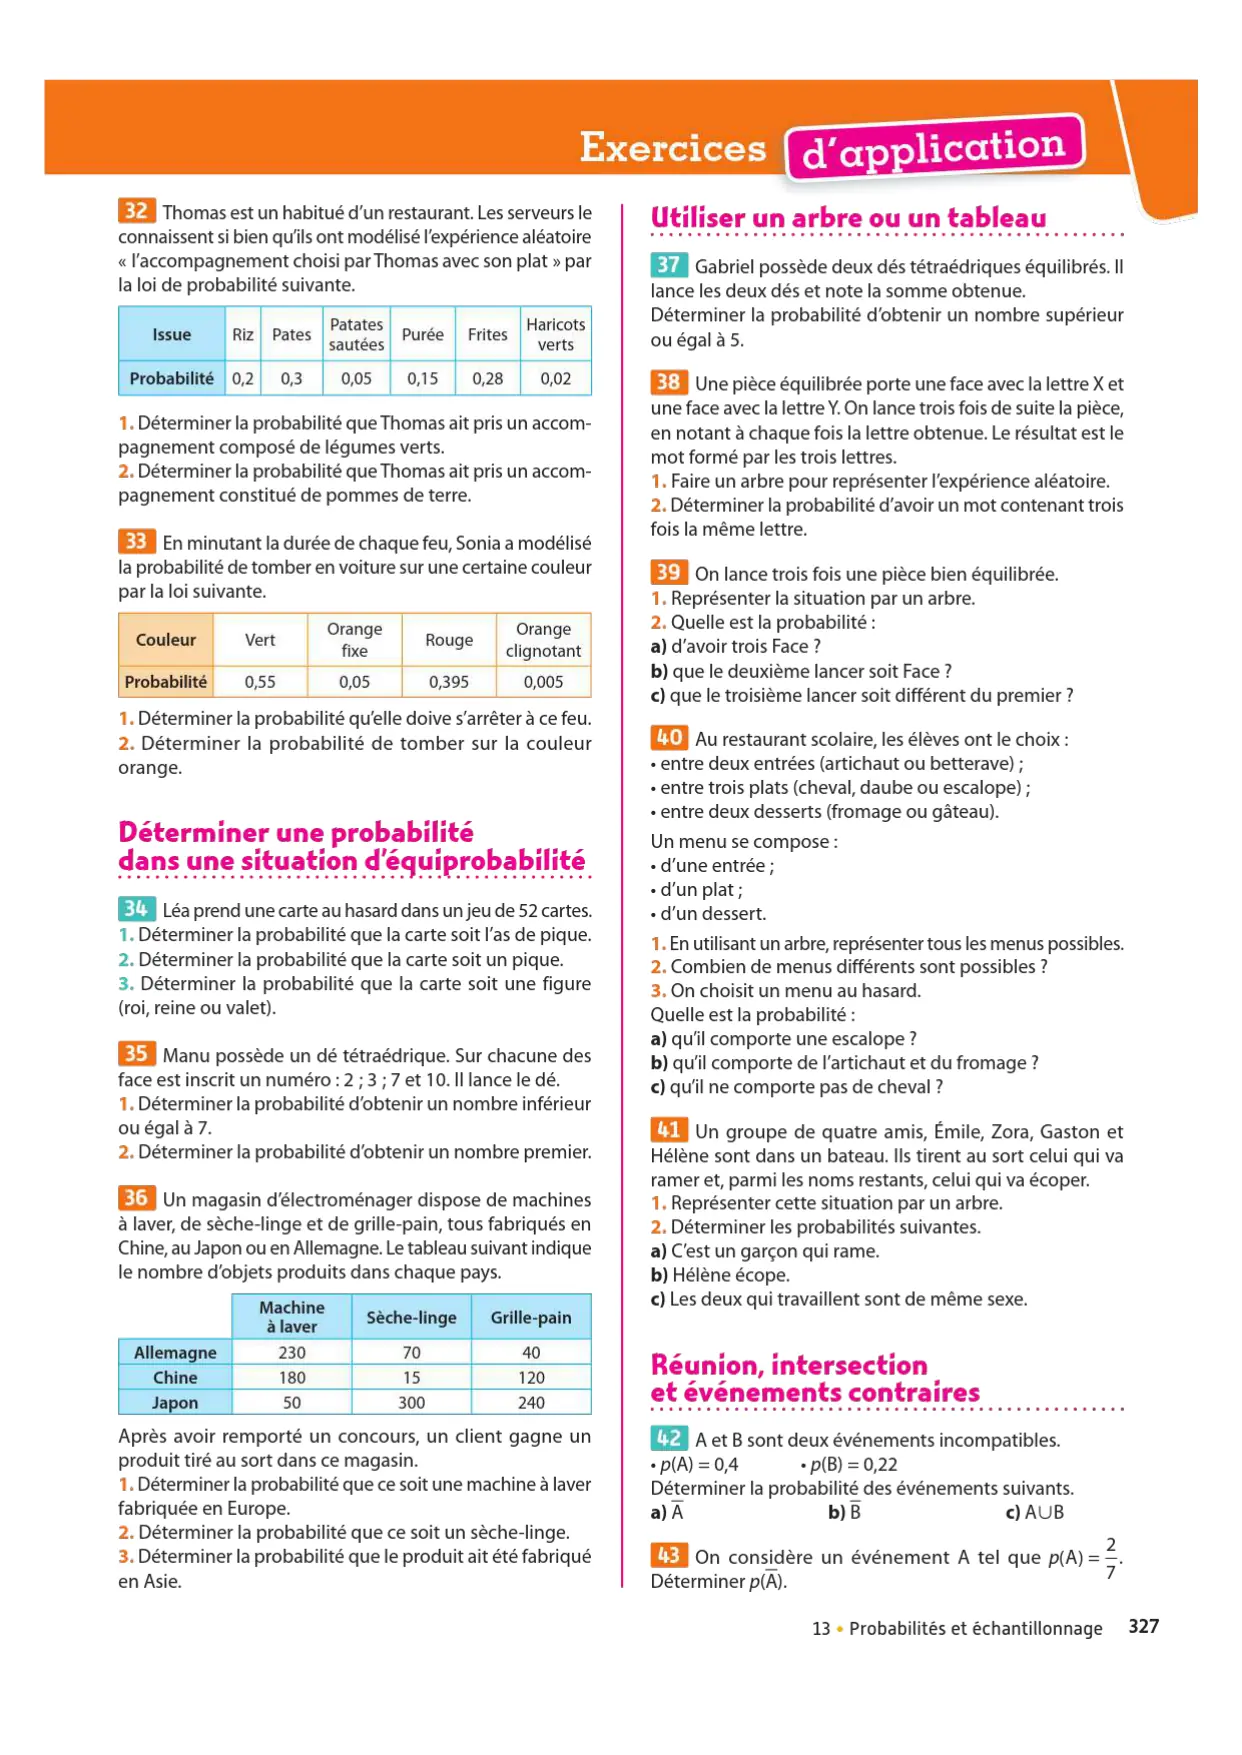 Exercices d'application
32 Thomas est un habitué d'un restaurant. Les serveurs le
connaissent si bien qu'ils ont modélisé l'expérience aléatoire
« l'accompagnement choisi par Thomas avec son plat » par
la loi de probabilité suivante.
Issue Riz Pates Patates sautées Purée Frites Haricots verts
Probabilité 0,2 0,3 0,05 0,15 0,28 0,02
1. Déterminer la probabilité que Thomas ait pris un accom-
pagnement composé de légumes verts.
2. Déterminer la probabilité que Thomas ait pris un accom-
pagnement constitué de pommes de terre.
33 En minutant la durée de chaque feu, Sonia a modélisé
la probabilité de tomber en voiture sur une certaine couleur
par la loi suivante.
Couleur Vert Orange fixe Rouge Orange clignotant
Probabilité 0,55 0,05 0,395 0,005
1. Déterminer la probabilité qu'elle doive s'arrêter à ce feu.
2. Déterminer la probabilité de tomber sur la couleur
orange.
Déterminer une probabilité
dans une situation d'équiprobabilité
34 Léa prend une carte au hasard dans un jeu de 52 cartes.
1. Déterminer la probabilité que la carte soit l'as de pique.
2. Déterminer la probabilité que la carte soit un pique.
3. Déterminer la probabilité que la carte soit une figure
(roi, reine ou valet).
35 Manu possède un dé tétraédrique. Sur chacune des
face est inscrit un numéro : 2 ; 3 ; 7 et 10. Il lance le dé.
1. Déterminer la probabilité d'obtenir un nombre inférieur
ou égal à 7.
2. Déterminer la probabilité d'obtenir un nombre premier.
36 Un magasin d'électroménager dispose de machines
à laver, de sèche-linge et de grille-pain, tous fabriqués en
Chine, au Japon ou en Allemagne. Le tableau suivant indique
le nombre d'objets produits dans chaque pays.
Machine à laver Sèche-linge Grille-pain
Allemagne 230 70 40
Chine 180 15 120
Japon 50 300 240
Après avoir remporté un concours, un client gagne un
produit tiré au sort dans ce magasin.
1. Déterminer la probabilité que ce soit une machine à laver
fabriquée en Europe.
2. Déterminer la probabilité que ce soit un sèche-linge.
3. Déterminer la probabilité que le produit ait été fabriqué
en Asie.
Utiliser un arbre ou un tableau
37 Gabriel possède deux dés tétraédriques équilibrés. Il
lance les deux dés et note la somme obtenue.
Déterminer la probabilité d'obtenir un nombre supérieur
ou égal à 5.
38 Une pièce équilibrée porte une face avec la lettre X et
une face avec la lettre Y. On lance trois fois de suite la pièce,
en notant à chaque fois la lettre obtenue. Le résultat est le
mot formé par les trois lettres.
1. Faire un arbre pour représenter l'expérience aléatoire.
2. Déterminer la probabilité d'avoir un mot contenant trois
fois la même lettre.
39 On lance trois fois une pièce bien équilibrée.
1. Représenter la situation par un arbre.
2. Quelle est la probabilité :
a) d'avoir trois Face ?
b) que le deuxième lancer soit Face ?
c) que le troisième lancer soit différent du premier ?
40 Au restaurant scolaire, les élèves ont le choix :
• entre deux entrées (artichaut ou betterave) ;
• entre trois plats (cheval, daube ou escalope) ;
• entre deux desserts (fromage ou gâteau).
Un menu se compose :
• d'une entrée ;
• d'un plat ;
• d'un dessert.
1. En utilisant un arbre, représenter tous les menus possibles.
2. Combien de menus différents sont possibles ?
3. On choisit un menu au hasard.
Quelle est la probabilité :
a) qu'il comporte une escalope ?
b) qu'il comporte de l'artichaut et du fromage ?
c) qu'il ne comporte pas de cheval ?
41 Un groupe de quatre amis, Émile, Zora, Gaston et
Hélène sont dans un bateau. Ils tirent au sort celui qui va
ramer et, parmi les noms restants, celui qui va écoper.
1. Représenter cette situation par un arbre.
2. Déterminer les probabilités suivantes.
a) C'est un garçon qui rame.
b) Hélène écope.
c) Les deux qui travaillent sont de même sexe.
Réunion, intersection
et événements contraires
42 A et B sont deux événements incompatibles.
• p(A) = 0,4 • p(B) = 0,22
Déterminer la probabilité des événements suivants.
a) A̅ b) B̅ c) A∪B
43 On considère un événement A tel que p(A) = 2/7.
Déterminer p(A̅).
13 • Probabilités et échantillonnage 327